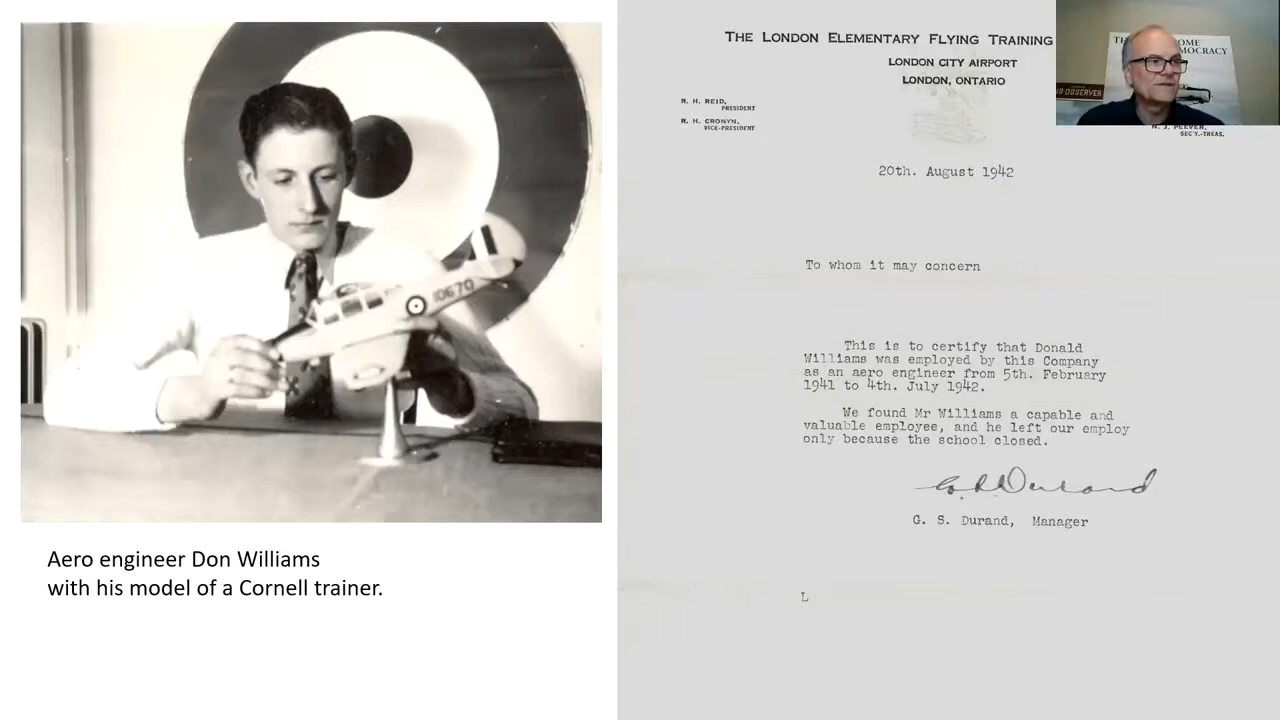 10670
Aero engineer Don Williams
with his model of a Cornell trainer.
THE LONDON ELEMENTARY FLYING TRAINING
LONDON CITY AIRPORT
LONDON, ONTARIO
R. H. REID,
PRESIDENT
R. H. CRONYN,
VICE-PRESIDENT
N. J. PEEVER,
SEC'Y.-TREAS.
OME
MOCRACY
R OBSERVER
20th. August 1942
To whom it may concern
This is to certify that Donald
Williams was employed by this Company
as an aero engineer from 5th. February
1941 to 4th. July 1942.
We found Mr Williams a capable and
valuable employee, and he left our employ
only because the school closed.
G. S. Durand, Manager
L